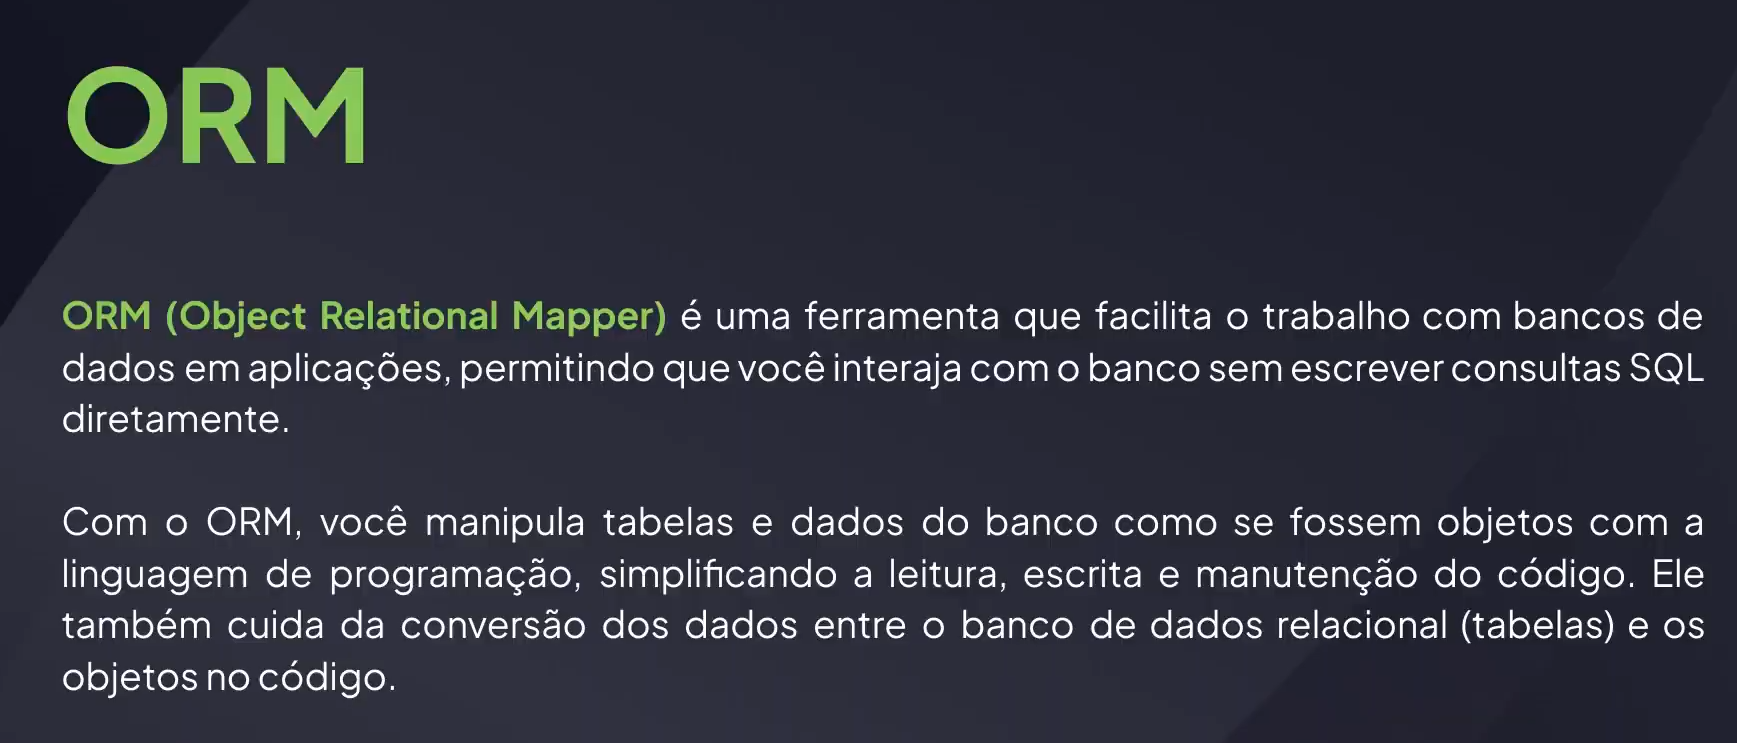 ORM
ORM (Object Relational Mapper) é uma ferramenta que facilita o trabalho com bancos de
dados em aplicações, permitindo que você interaja com o banco sem escrever consultas SQL
diretamente.
Com o ORM, você manipula tabelas e dados do banco como se fossem objetos com a
linguagem de programação, simplificando a leitura, escrita e manutenção do código. Ele
também cuida da conversão dos dados entre o banco de dados relacional (tabelas) e os
objetos no código.